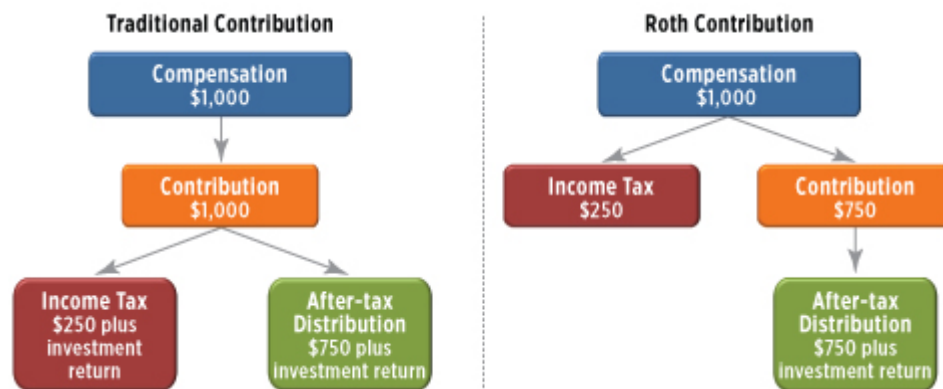 Traditional Contribution
Compensation
$1,000
Contribution
$1,000
Income Tax
$250 plus
investment
return
After-tax
Distribution
$750 plus
investment return
Roth Contribution
Compensation
$1,000
Income Tax
$250
Contribution
$750
After-tax
Distribution
$750 plus
investment return